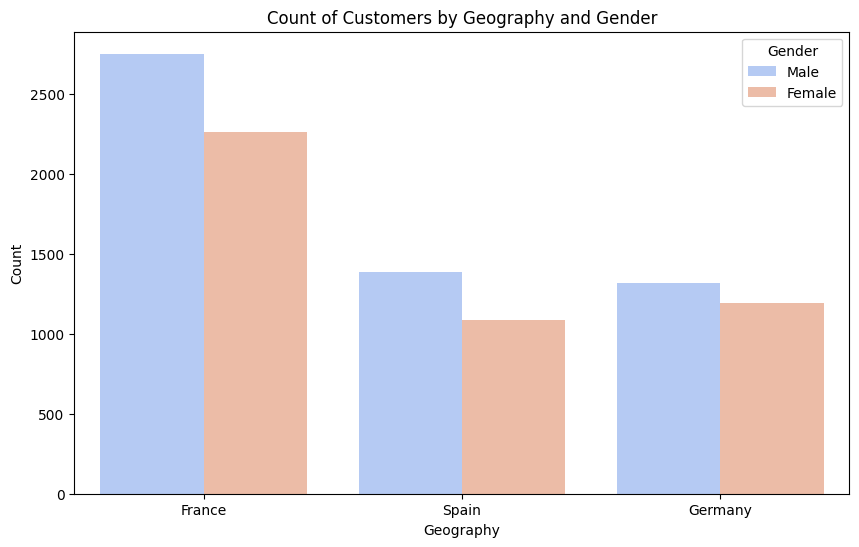 Count of Customers by Geography and Gender
Gender
Male
Female
2500
2000
1500
1000
500
0
Count
France
Spain
Germany
Geography